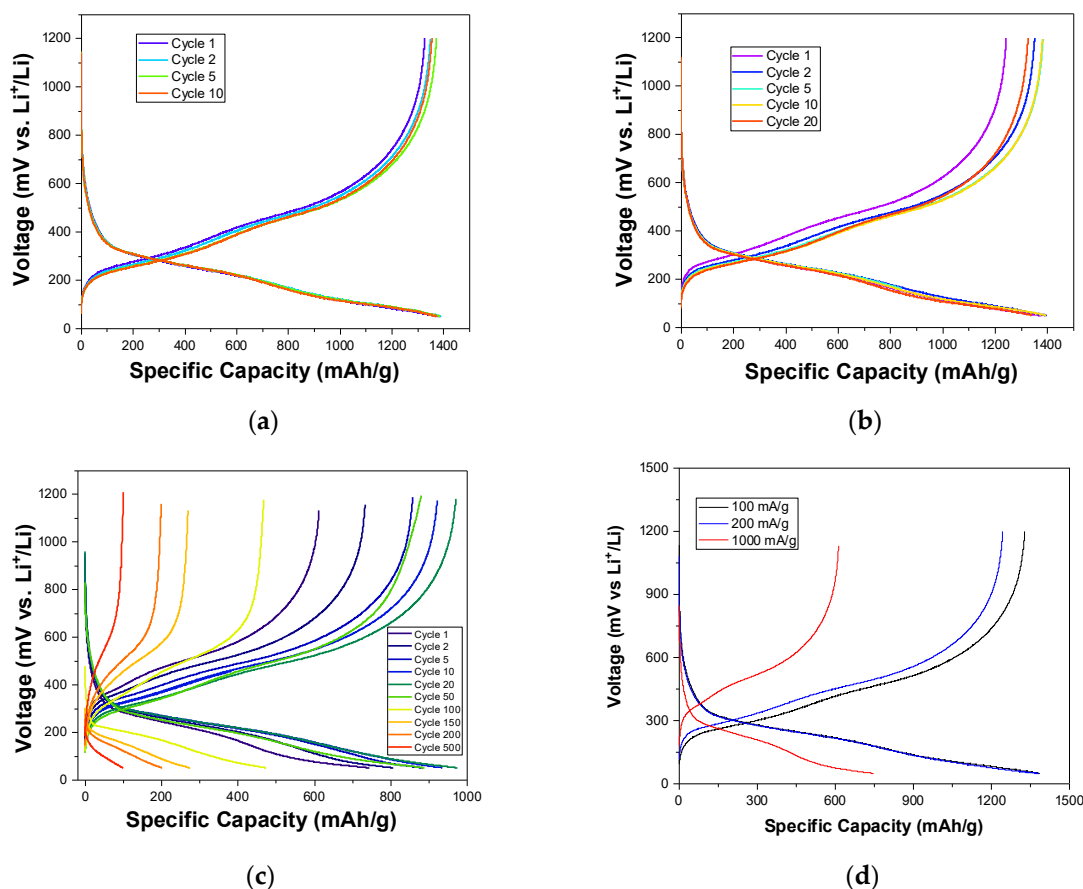 Voltage (mV vs. Li⁺/Li)
1200
1000
800
600
400
200
0
Cycle 1
Cycle 2
Cycle 5
Cycle 10
0 200 400 600 800 1000 1200 1400
Specific Capacity (mAh/g)
(a)
Voltage (mV vs. Li⁺/Li)
1200
1000
800
600
400
200
0
Cycle 1
Cycle 2
Cycle 5
Cycle 10
Cycle 20
0 200 400 600 800 1000 1200 1400
Specific Capacity (mAh/g)
(b)
Voltage (mV vs. Li⁺/Li)
1200
1000
800
600
400
200
0
Cycle 1
Cycle 2
Cycle 5
Cycle 10
Cycle 20
Cycle 50
Cycle 100
Cycle 150
Cycle 200
Cycle 500
0 200 400 600 800 1000
Specific Capacity (mAh/g)
(c)
Voltage (mV vs Li⁺/Li)
1500
1200
900
600
300
0
100 mA/g
200 mA/g
1000 mA/g
0 300 600 900 1200 1500
Specific Capacity (mAh/g)
(d)